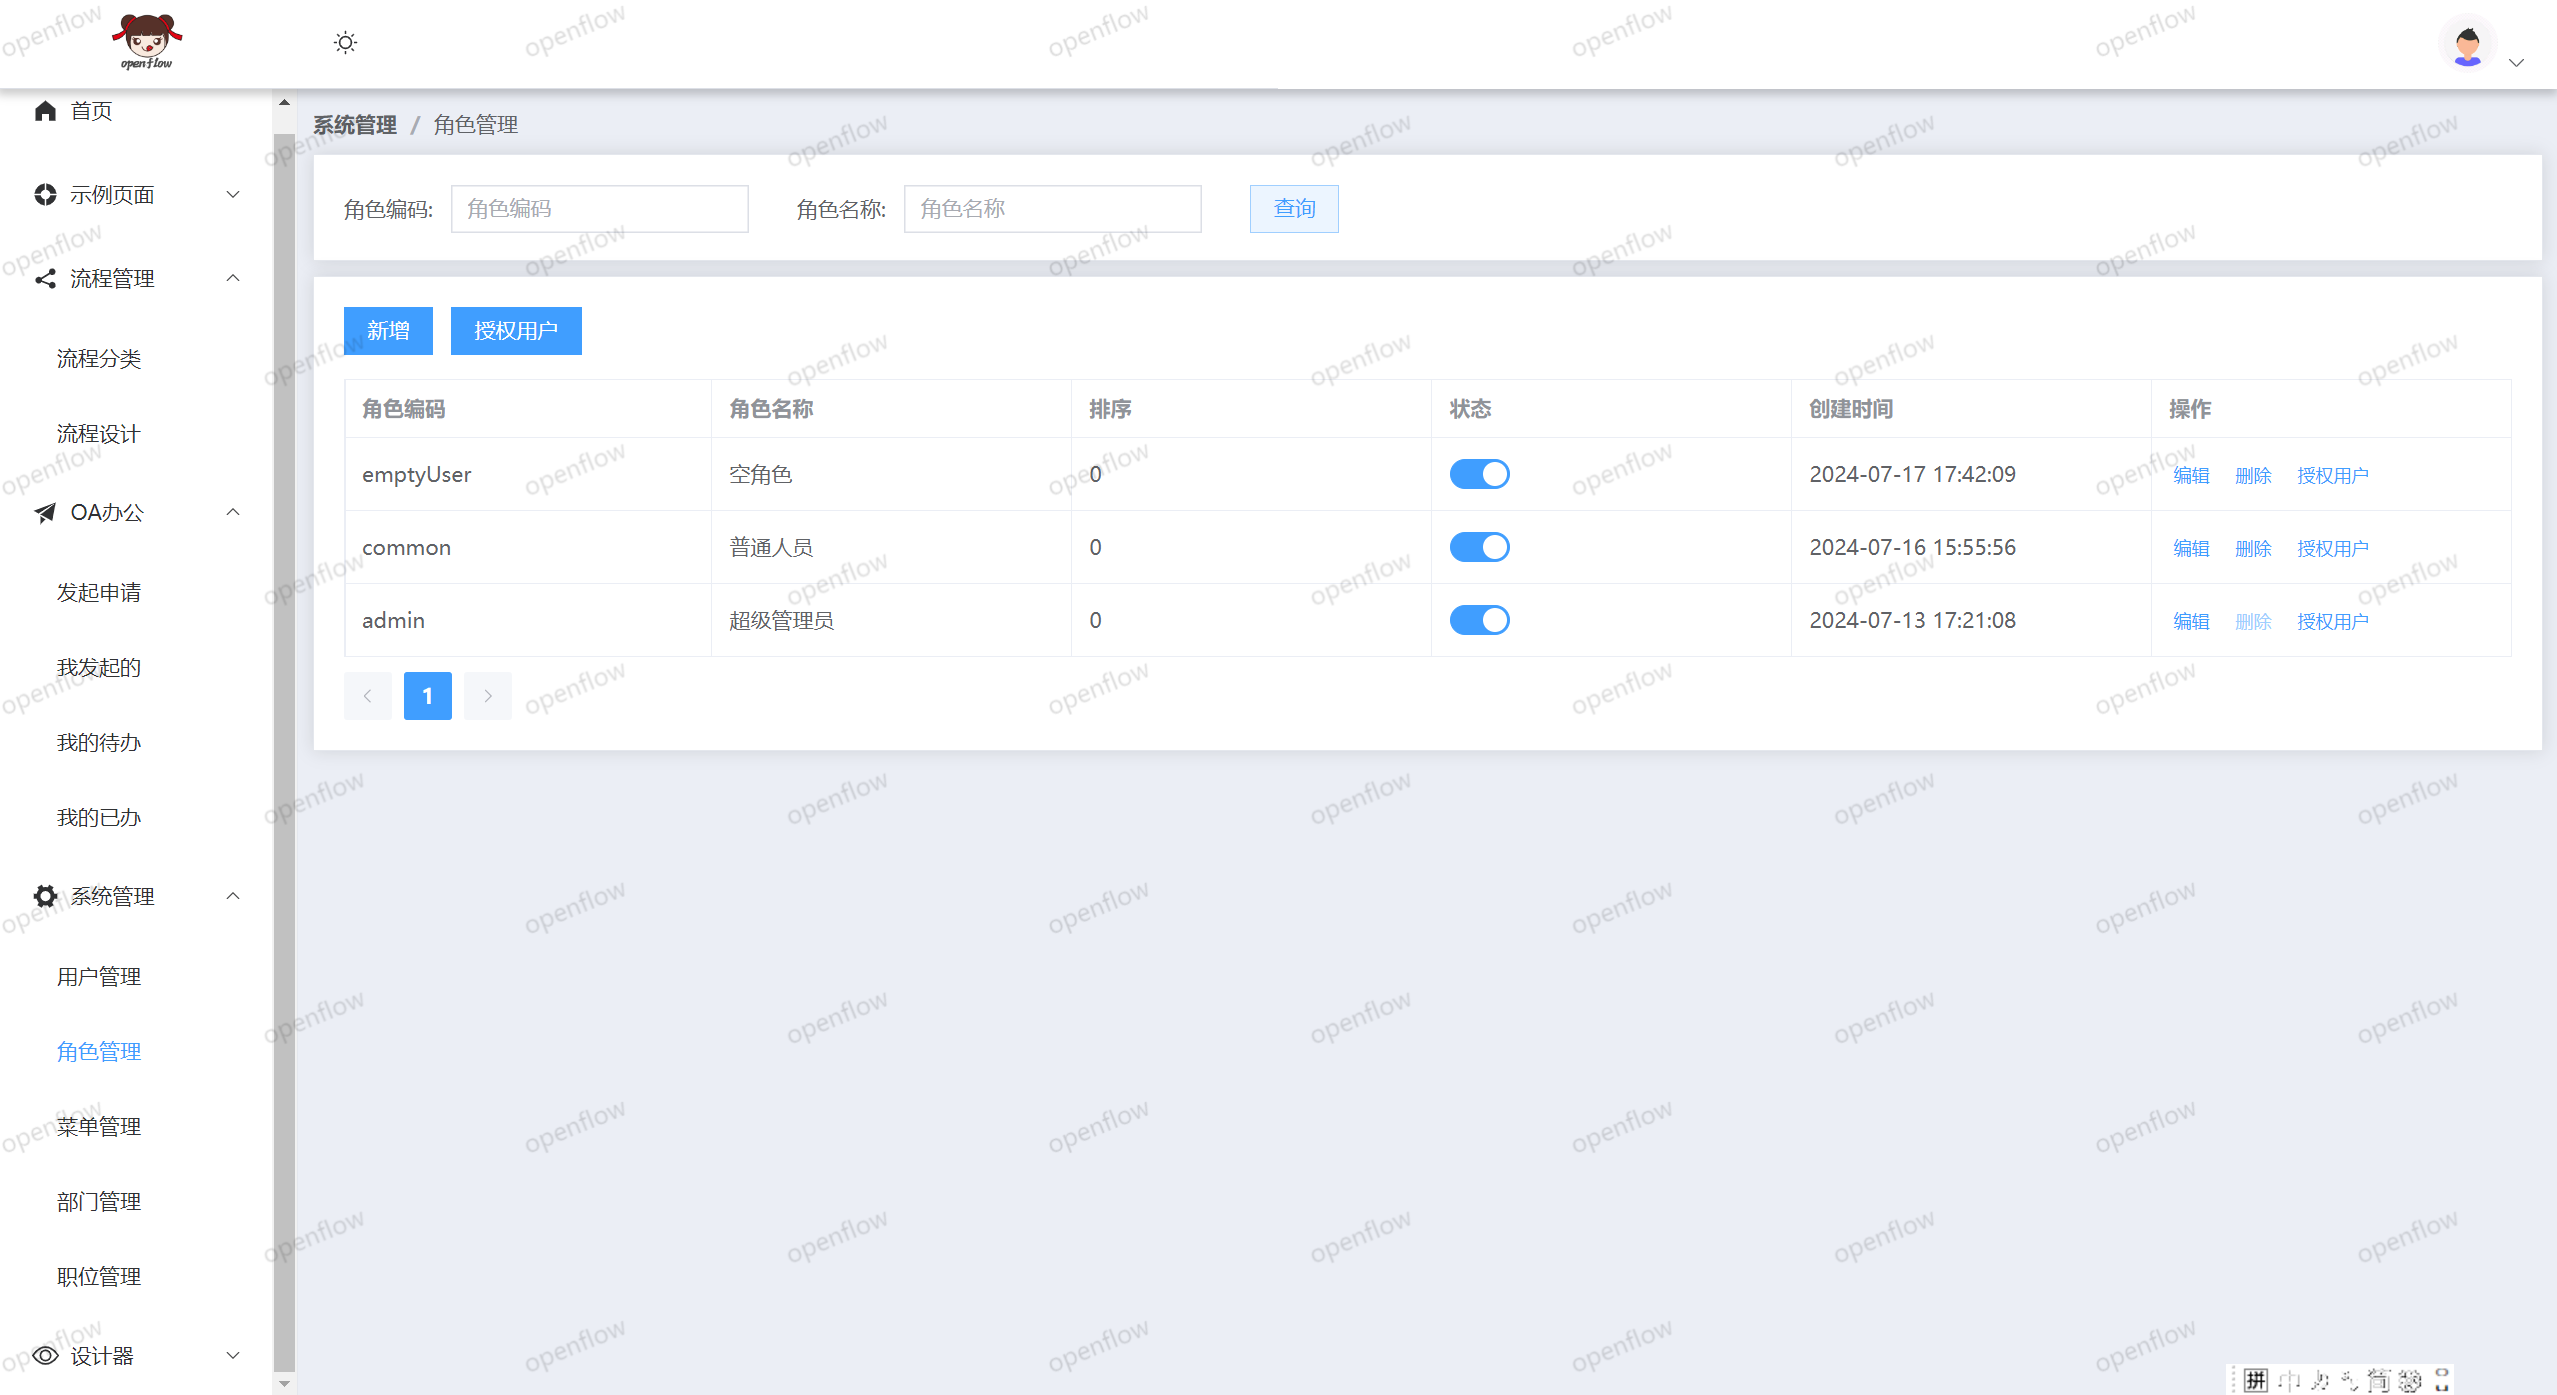 openflow
首页
示例页面
流程管理
流程分类
流程设计
OA办公
发起申请
我发起的
我的待办
我的已办
系统管理
用户管理
角色管理
菜单管理
部门管理
职位管理
设计器
系统管理 / 角色管理
角色编码: 角色编码 角色名称: 角色名称 查询
新增 授权用户
角色编码 角色名称 排序 状态 创建时间 操作
emptyUser 空角色 0 2024-07-17 17:42:09 编辑 删除 授权用户
common 普通人员 0 2024-07-16 15:55:56 编辑 删除 授权用户
admin 超级管理员 0 2024-07-13 17:21:08 编辑 删除 授权用户
1
拼 中 简